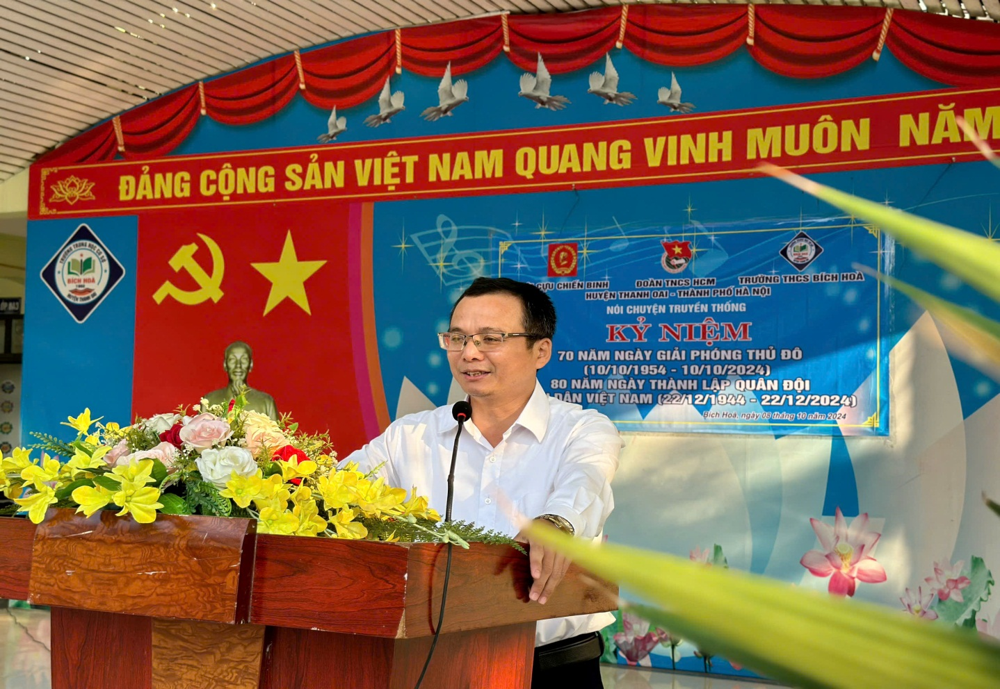 ĐẢNG CỘNG SẢN VIỆT NAM QUANG VINH MUÔN NĂM
TRƯỜNG TRUNG HỌC CƠ SỞ
BÍCH HOÀ
HUYỆN THANH OAI
CỰU CHIẾN BINH
ĐOÀN TNCS HCM
TRƯỜNG THCS BÍCH HOÀ
HUYỆN THANH OAI - THÀNH PHỐ HÀ NỘI
NÓI CHUYỆN TRUYỀN THỐNG
KỶ NIỆM
70 NĂM NGÀY GIẢI PHÓNG THỦ ĐÔ
(10/10/1954 - 10/10/2024)
80 NĂM NGÀY THÀNH LẬP QUÂN ĐỘI
DÂN VIỆT NAM (22/12/1944 - 22/12/2024)
Bích Hoà, ngày 08 tháng 10 năm 2024